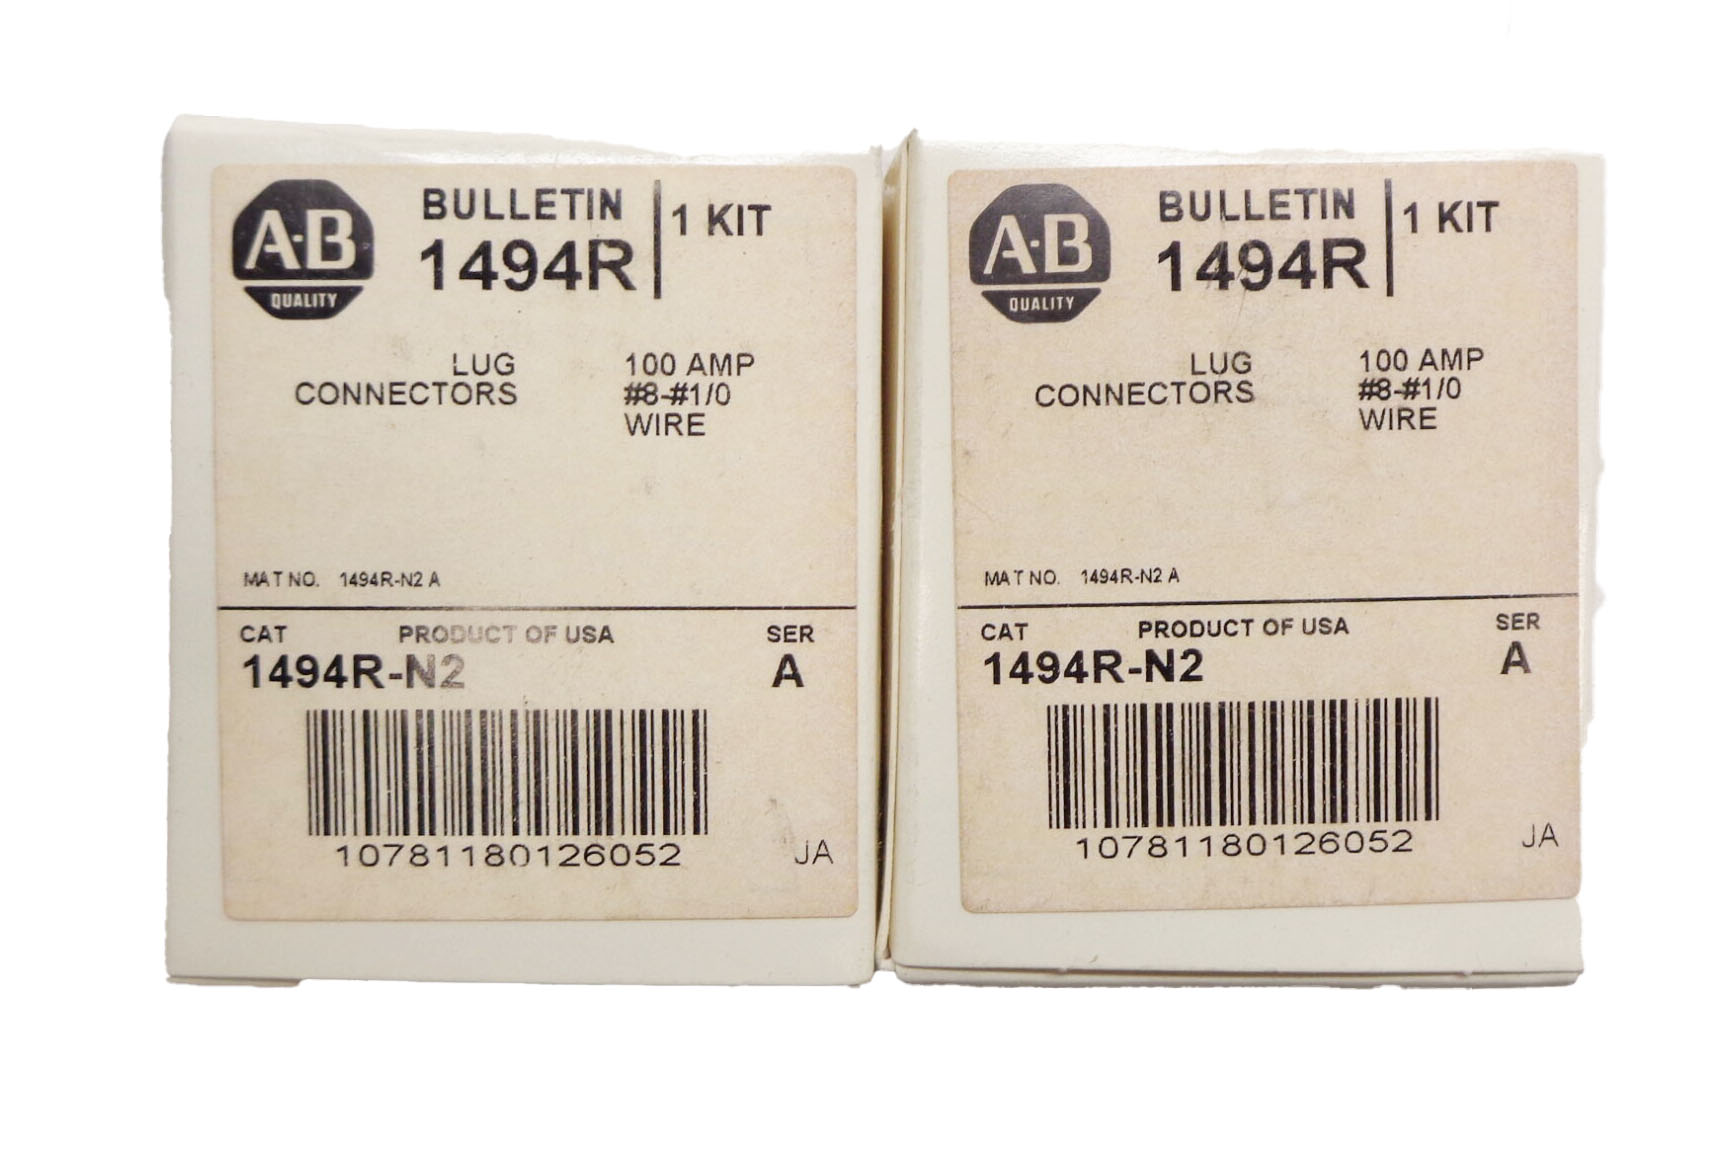 A-B
QUALITY
BULLETIN
1494R
1 KIT
LUG
CONNECTORS
100 AMP
#8-#1/0
WIRE
MAT NO. 1494R-N2 A
CAT PRODUCT OF USA SER
1494R-N2 A
10781180126052
JA
A-B
QUALITY
BULLETIN
1494R
1 KIT
LUG
CONNECTORS
100 AMP
#8-#1/0
WIRE
MAT NO. 1494R-N2 A
CAT PRODUCT OF USA SER
1494R-N2 A
10781180126052
JA